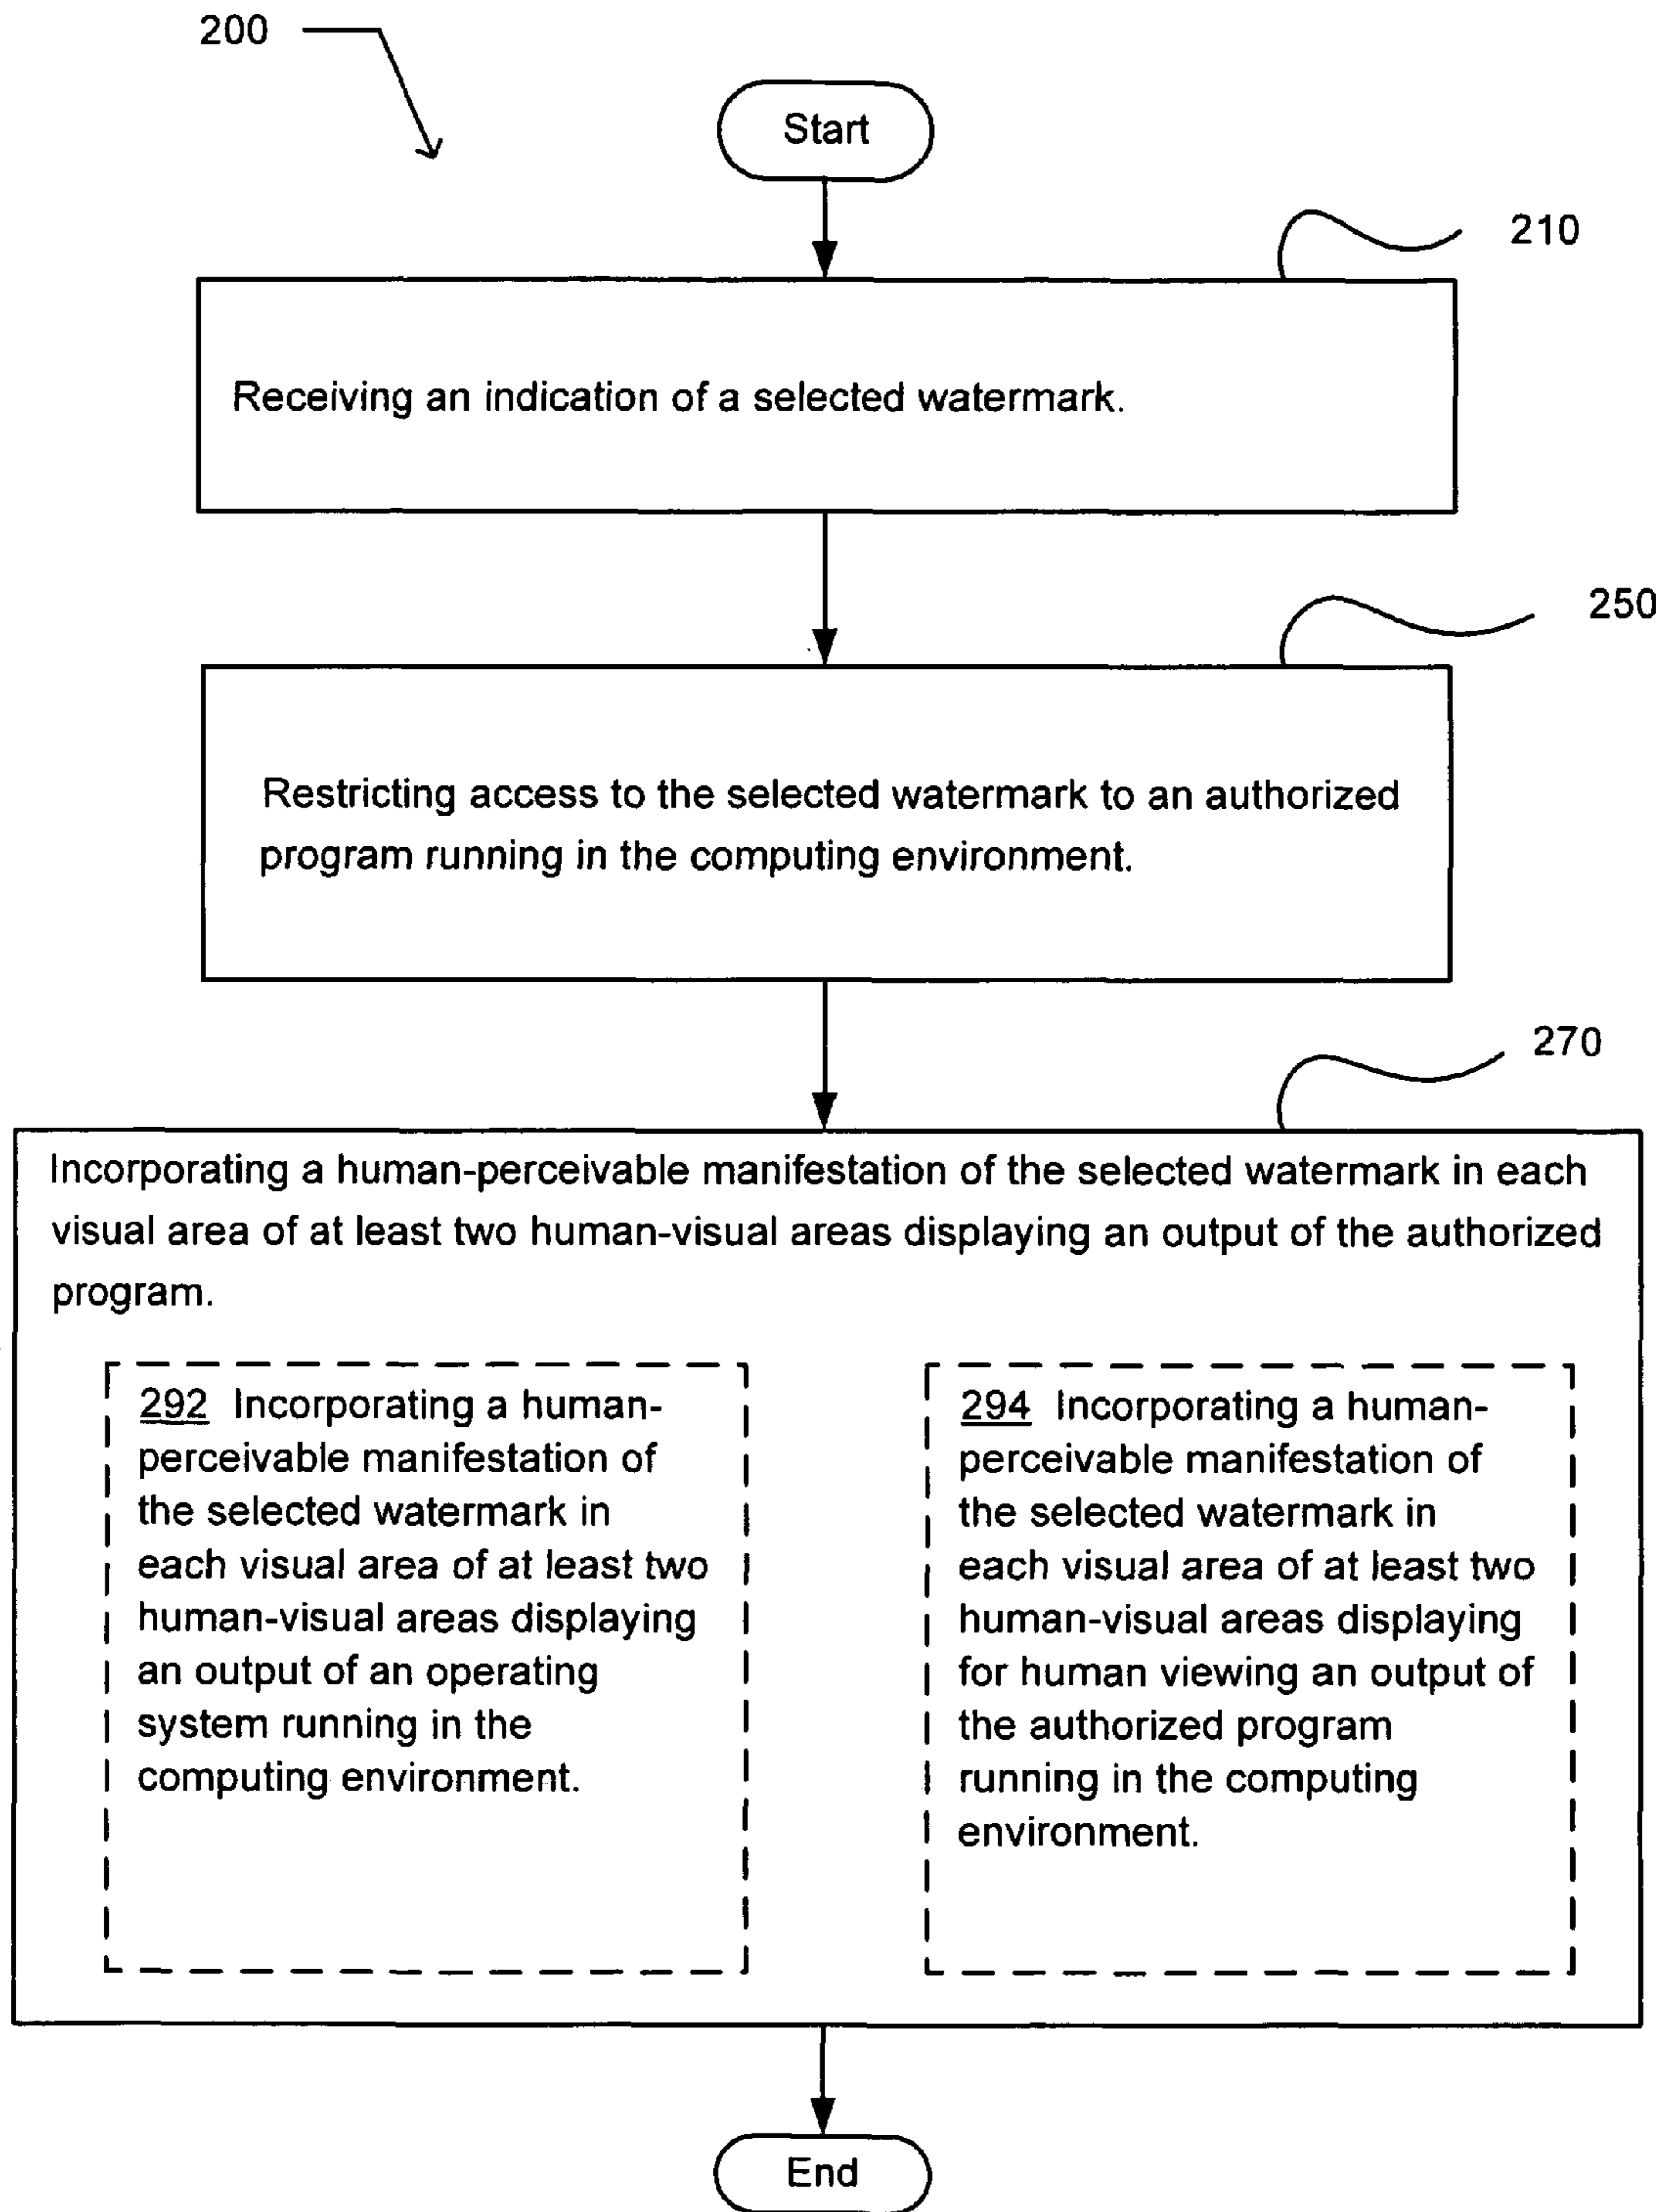 200
Start
210
Receiving an indication of a selected watermark.
250
Restricting access to the selected watermark to an authorized
program running in the computing environment.
270
Incorporating a human-perceivable manifestation of the selected watermark in each
visual area of at least two human-visual areas displaying an output of the authorized
program.
292 Incorporating a human-
perceivable manifestation of
the selected watermark in
each visual area of at least two
human-visual areas displaying
an output of an operating
system running in the
computing environment.
294 Incorporating a human-
perceivable manifestation of
the selected watermark in
each visual area of at least two
human-visual areas displaying
for human viewing an output of
the authorized program
running in the computing
environment.
End